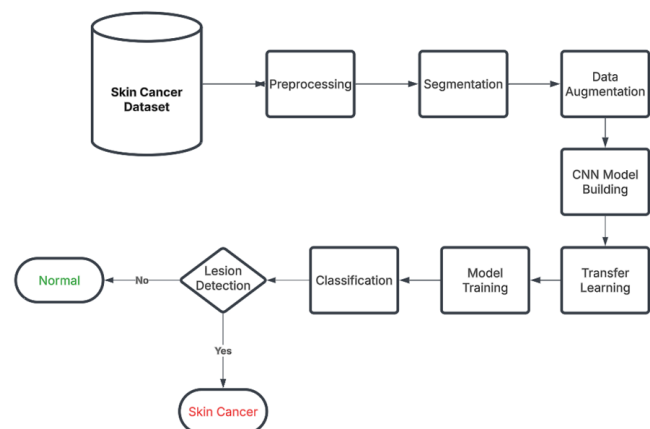 Skin Cancer
Dataset
Preprocessing
Segmentation
Data
Augmentation
CNN Model
Building
Transfer
Learning
Model
Training
Classification
Lesion
Detection
No
Normal
Yes
Skin Cancer